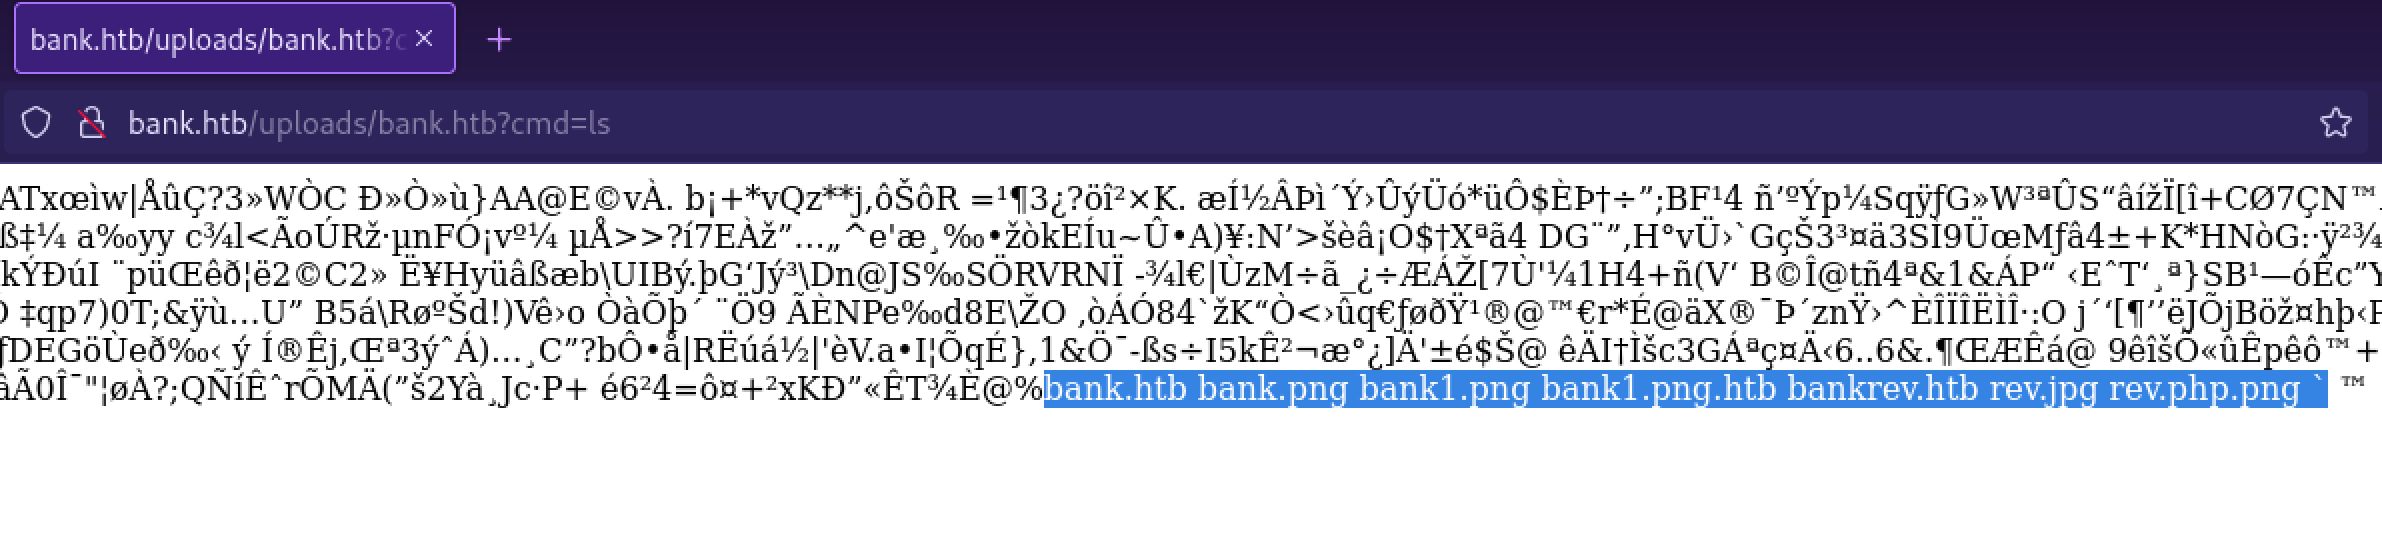 bank.htb/uploads/bank.htb?c
bank.htb/uploads/bank.htb?cmd=ls
ATxœìw|ÅûÇ?3»WÒC Ð»Ò»ù}AA@E©vÀ. b¡+*vQz**j,ôŠôR =¹¶3¿?öî²×K. æÍ½ÂÞì´Ý›ÛýÜó*üÔ$ÈÞ†÷”;BF¹4 ñ’ºÝp¼SqÿƒG»W³ªÛS“âížÏ[î+CØ7ÇN™
ß‡¼ a‰yy c¾l<ÃoÚRž·µnFÓ¡vº¼ µÅ>>?í7EÀž”…„^e'æ¸‰•žòkEÍu~Û•A)¥:N’>šèâ¡O$†Xªã4 DG¨”,H°vÜ›`GçŠ3³¤ä3SÌ9ÜœMƒâ4±+K*HNòG:·ÿ²¾
kÝÐúI ¨püŒêð¦ë2©C2» Ë¥Hyüâßæb\UIBý.þG‘Jý³\Dn@JS‰SÖRVRNÏ -¾l€|ÙzM÷ã_¿÷ÆÁŽ[7Ù'¼1H4+ñ(V‘ B©Î@tñ4ª&1&ÁP“ ‹EˆT‘¸ª}SB¹—óÊc”Y
‡qp7)0T;&ÿù…U” B5á\RøºŠd!)Vê›o ÒàÕþ´ ¨Ö9 ÃÈNPe‰d8E\ŽO ,òÁÓ84`žK“Ò<›ûq€ƒøðŸ¹®@™€r*É@äX®¯Þ´znŸ›^ÈÎÏÎËÌÎ·:O j´‘[¶’’ëJÕjBöž¤hþ‹
ƒDEGöÙeð‰‹ ý Í®Êj,Œª3ýˆÁ)…¸C”?bÔ•å|RËúá½|'èV.a•I¦ÕqÉ},1&Ö¯-ßs÷I5kÊ²¬æ°¿]Ä'±é$Š@ êÄI†Ìšc3GÁªç¤Ä‹6..6&.¶ŒÆÊá@ 9êîšÕ«ûÊpêô™+
âÃ0Î¯"¦øÀ?;QÑíÊˆrÕMÄ(”š2Yà¸Jc·P+ é6²4=ô¤+²xKÐ”«ÊT¾È@%bank.htb bank.png bank1.png bank1.png.htb bankrev.htb rev.jpg rev.php.png ` ™